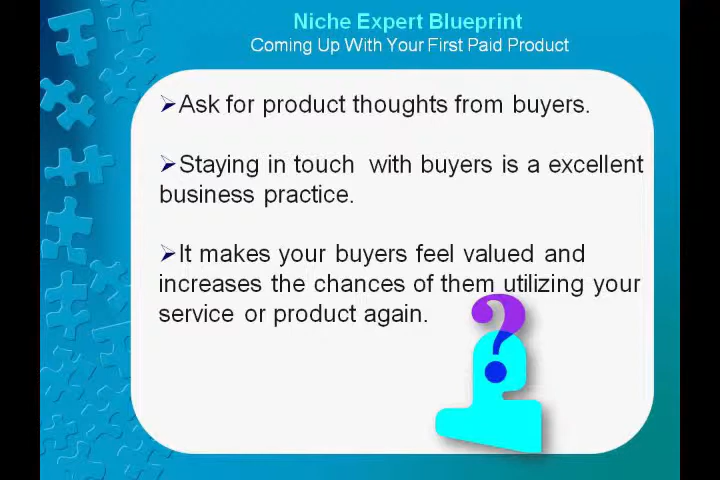 Niche Expert Blueprint
Coming Up With Your First Paid Product
➢Ask for product thoughts from buyers.
➢Staying in touch  with buyers is a excellent
business practice.
➢It makes your buyers feel valued and
increases the chances of them utilizing your
service or product again.
?